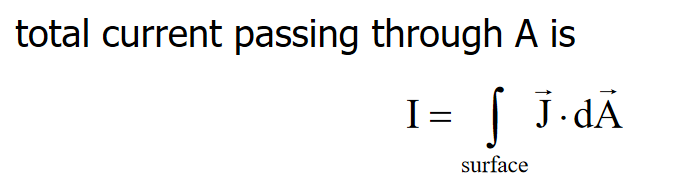 total current passing through A is
I = ∫ J⃗ · dA⃗
surface